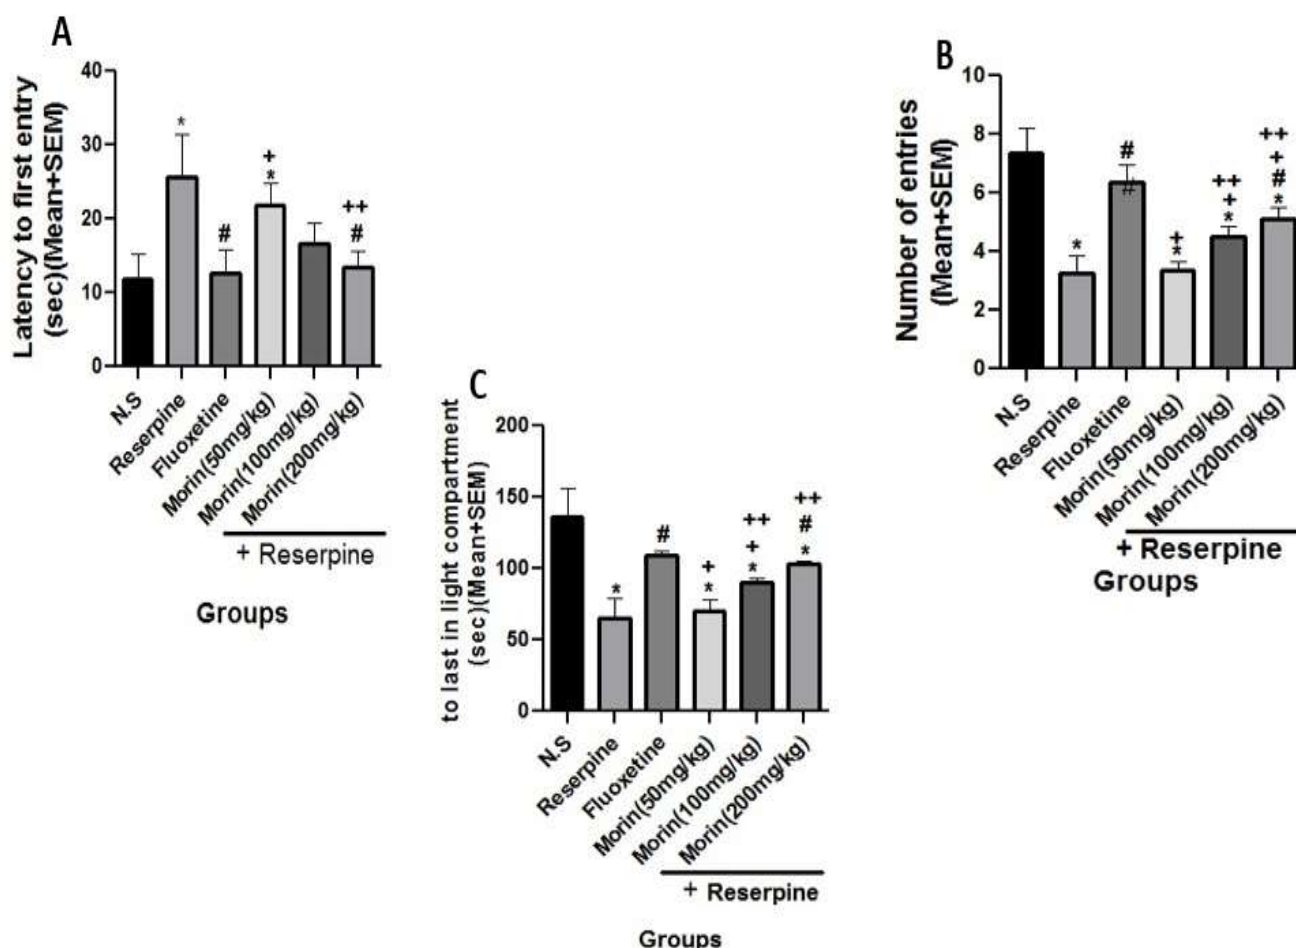 A
Latency to first entry
(sec)(Mean+SEM)
40
30
20
10
0
*
#
+
*
++
#
N.S
Reserpine
Fluoxetine
Morin(50mg/kg)
Morin(100mg/kg)
Morin(200mg/kg)
+ Reserpine
Groups
B
Number of entries
(Mean+SEM)
10
8
6
4
2
0
*
#
#
+
*
++
+
*
++
+
#
*
N.S
Reserpine
Fluoxetine
Morin(50mg/kg)
Morin(100mg/kg)
Morin(200mg/kg)
+ Reserpine
Groups
C
to last in light compartment
(sec)(Mean+SEM)
200
150
100
50
0
*
#
+
*
++
+
*
++
#
*
N.S
Reserpine
Fluoxetine
Morin(50mg/kg)
Morin(100mg/kg)
Morin(200mg/kg)
+ Reserpine
Groups